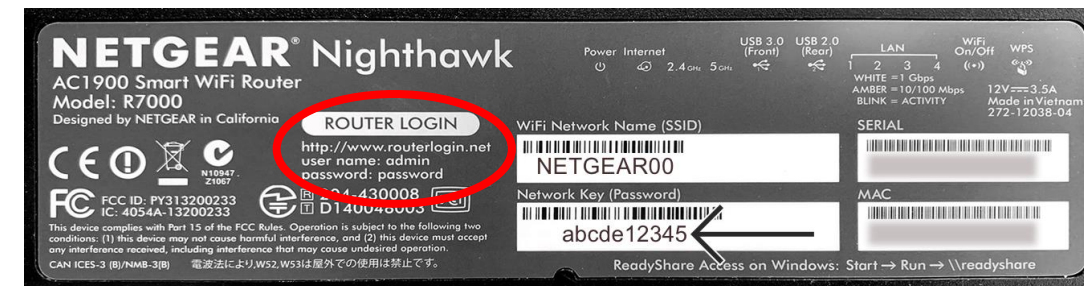 NETGEAR® Nighthawk
AC1900 Smart WiFi Router
Model: R7000
Designed by NETGEAR in California
ROUTER LOGIN
http://www.routerlogin.net
user name: admin
password: password
N10947
Z1067
FCC ID: PY313200233
IC: 4054A-13200233
R 204-430008
T D140046003
This device complies with Part 15 of the FCC Rules. Operation is subject to the following two
conditions: (1) this device may not cause harmful interference, and (2) this device must accept
any interference received, including interference that may cause undesired operation.
CAN ICES-3 (B)/NMB-3(B) 電波法により,W52,W53は屋外での使用は禁止です。
Power Internet
2.4 GHz 5 GHz
USB 3.0
(Front)
USB 2.0
(Rear)
LAN
1 2 3 4
WHITE = 1 Gbps
AMBER = 10/100 Mbps
BLINK = ACTIVITY
WiFi
On/Off
WPS
12V 3.5A
Made in Vietnam
272-12038-04
WiFi Network Name (SSID)
NETGEAR00
Network Key (Password)
abcde12345
SERIAL
MAC
ReadyShare Access on Windows: Start → Run → \\readyshare